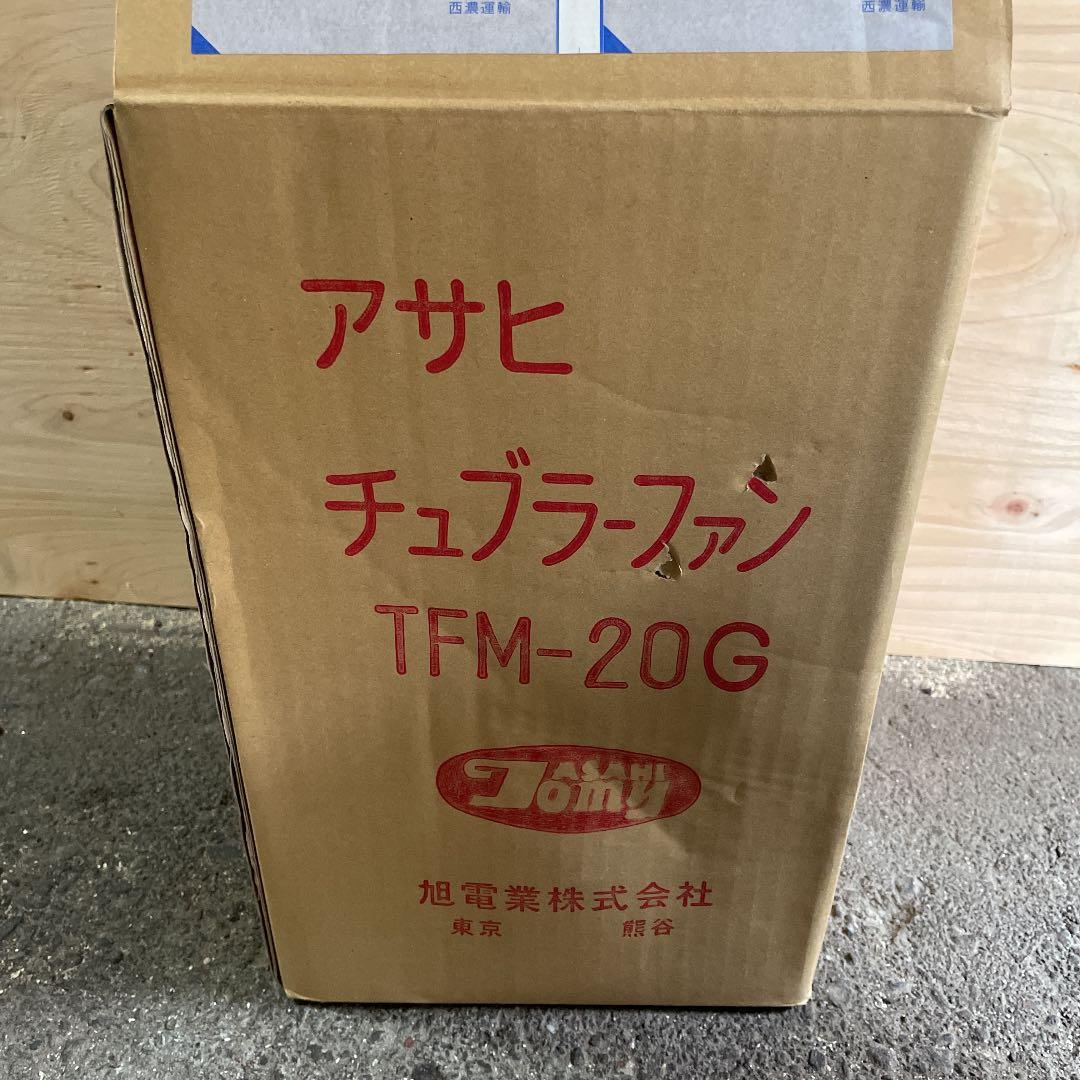 西濃運輸 西濃運輸
アサヒ
チュブラーファン
TFM-20G
ASAHI
Tomy
旭電業株式会社
東京 熊谷